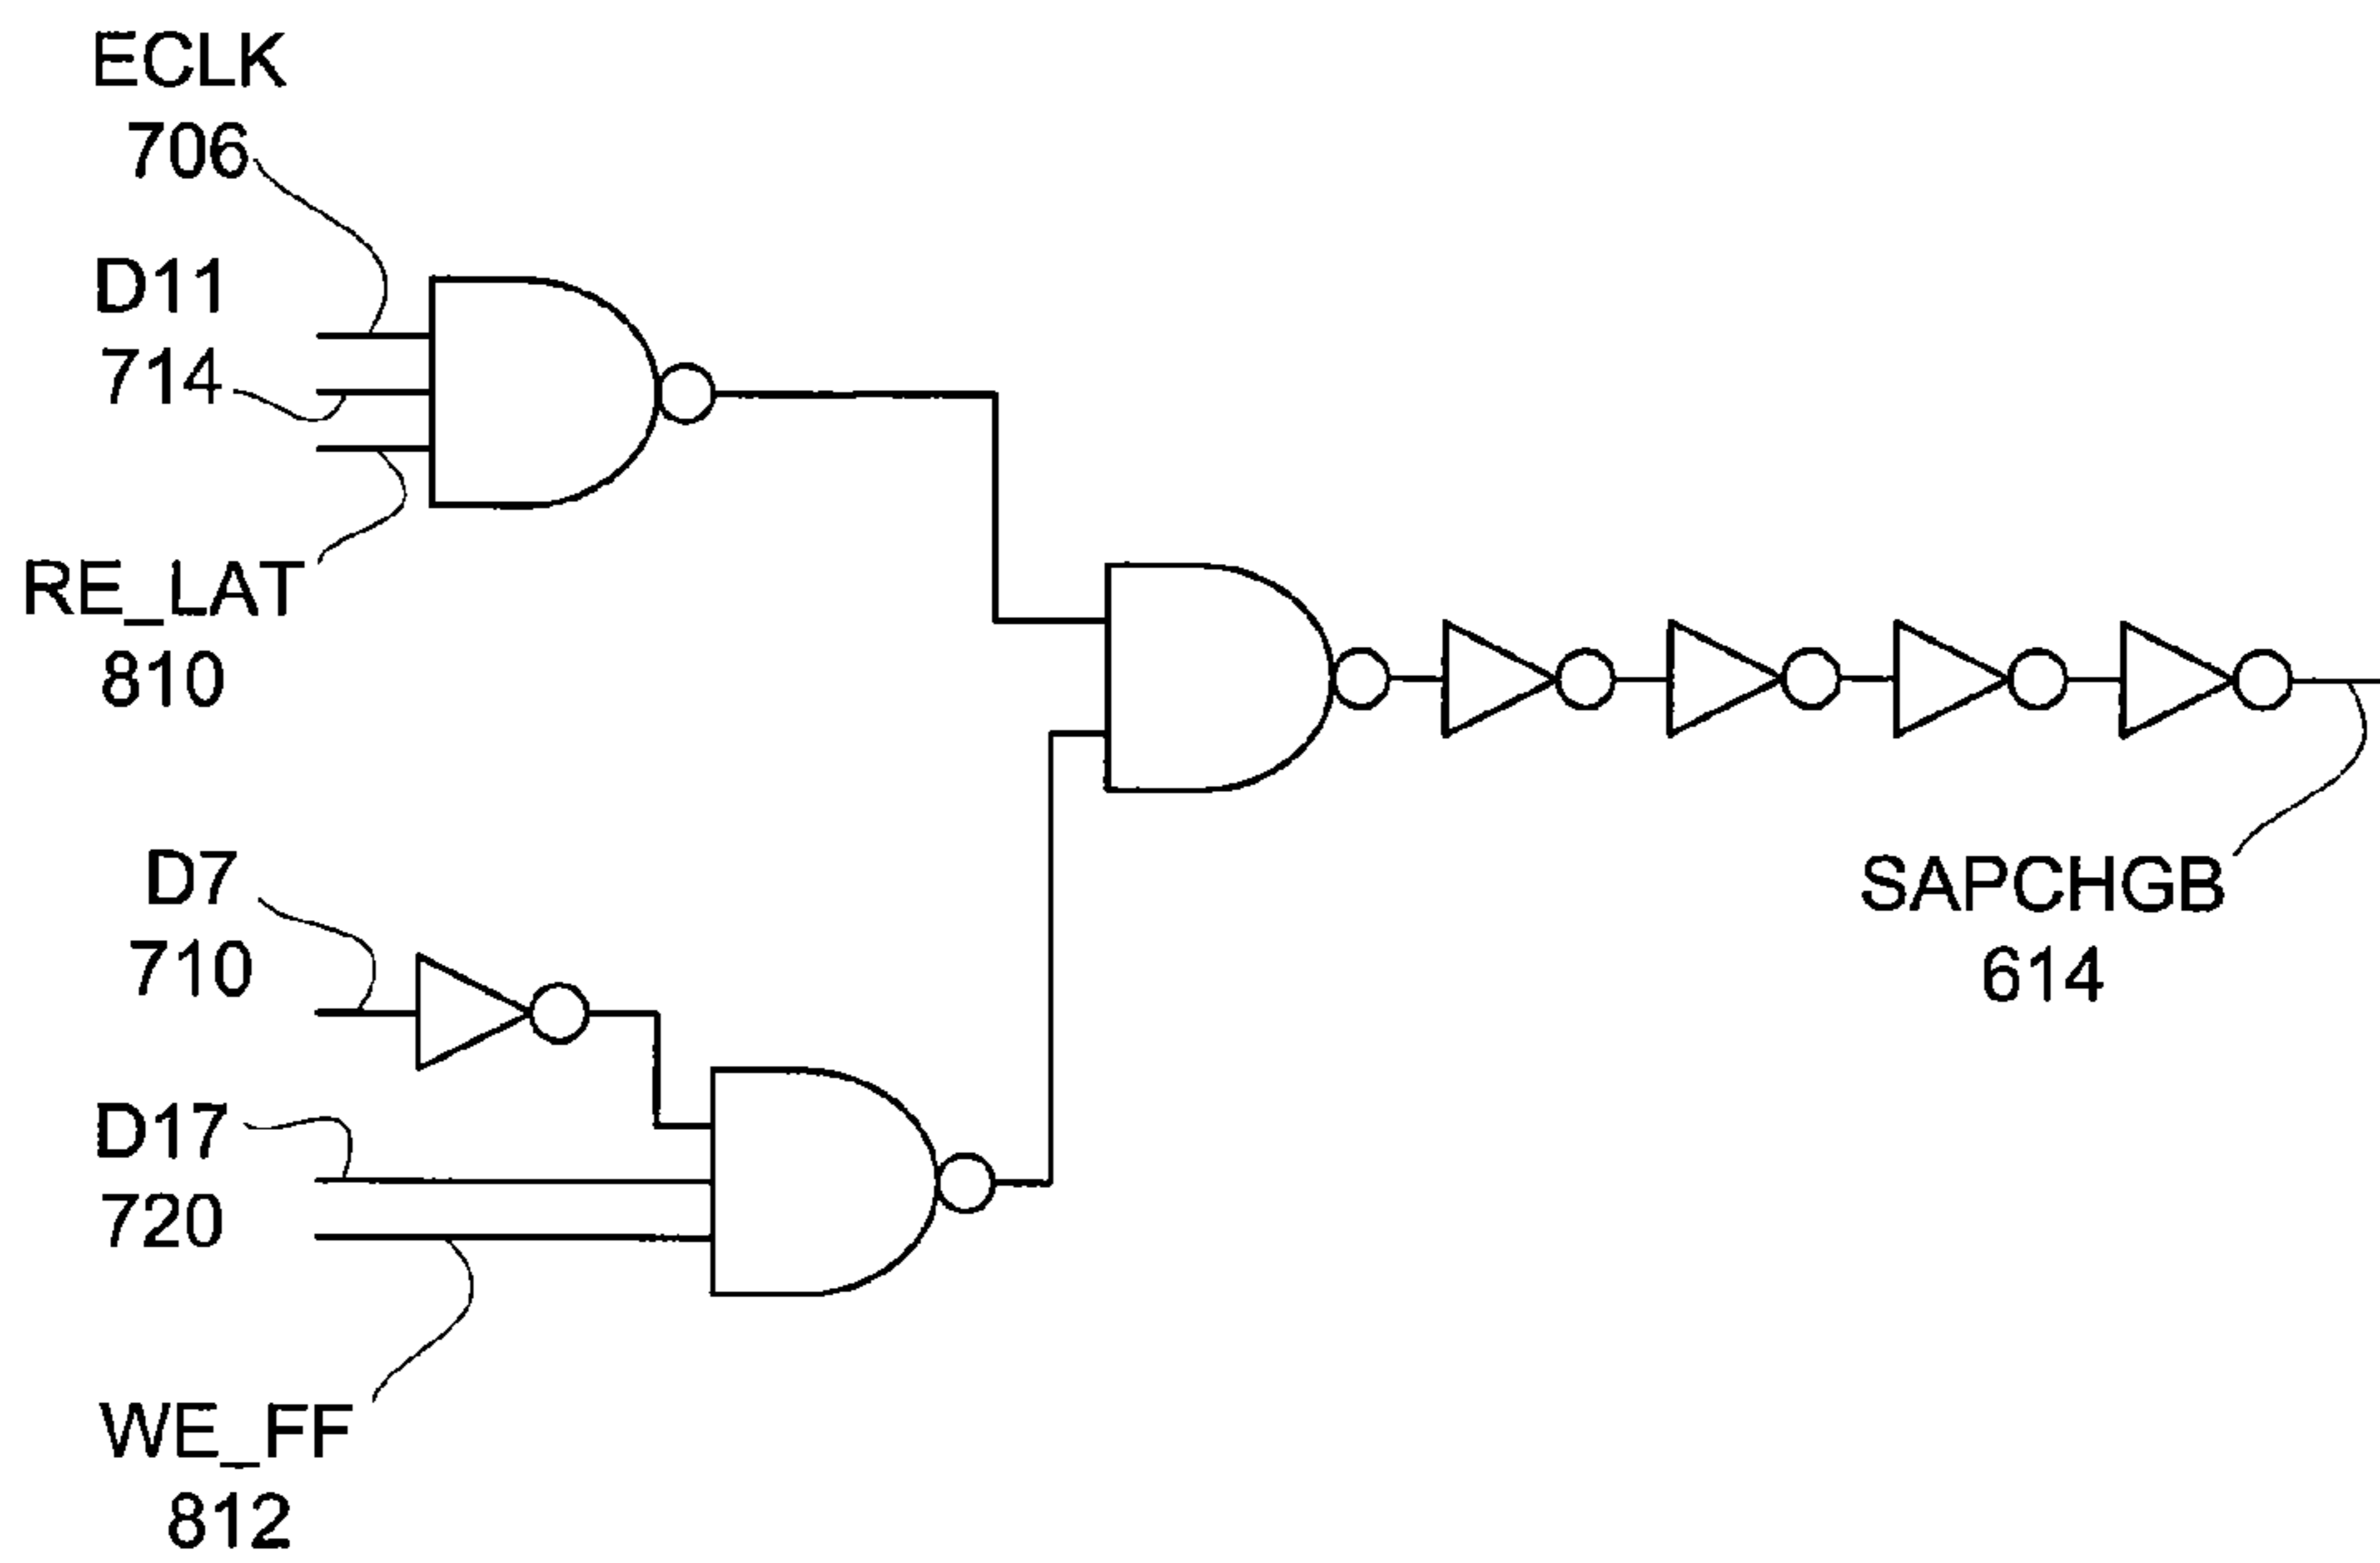 ECLK
706
D11
714
RE_LAT
810
D7
710
D17
720
WE_FF
812
SAPCHGB
614